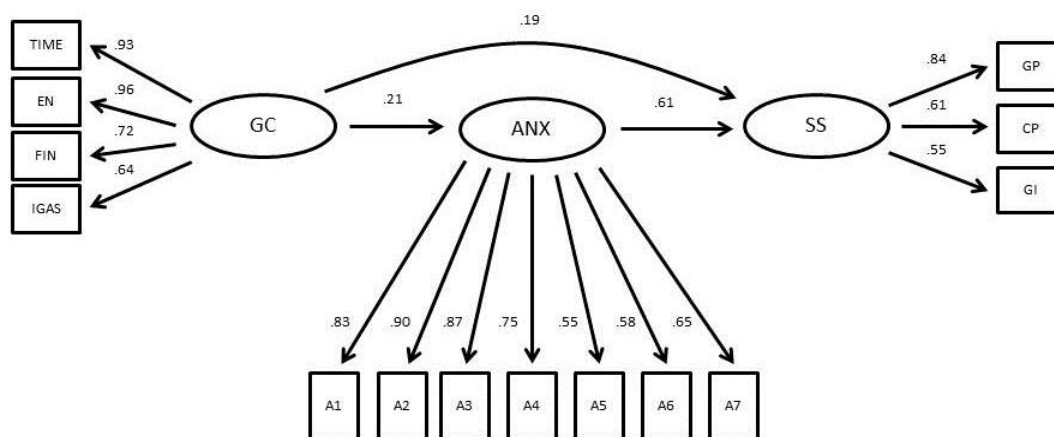 .19
TIME
.93
EN
.96
FIN
.72
IGAS
.64
GC
.21
ANX
.61
SS
.84
GP
.61
CP
.55
GI
.83
.90
.87
.75
.55
.58
.65
A1
A2
A3
A4
A5
A6
A7